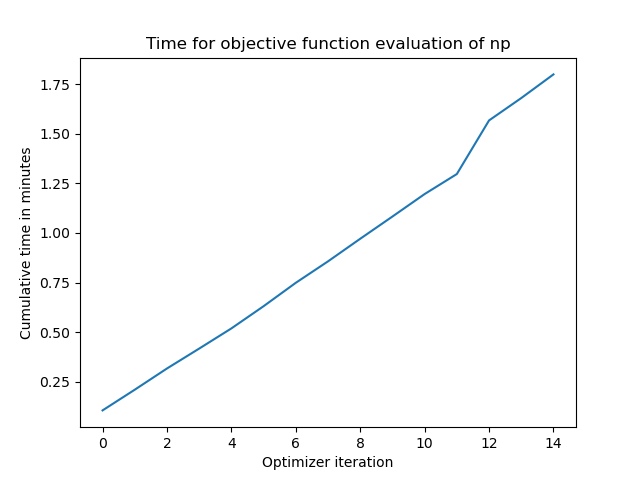 Time for objective function evaluation of np
1.75
1.50
1.25
1.00
0.75
0.50
0.25
Cumulative time in minutes
0 2 4 6 8 10 12 14
Optimizer iteration